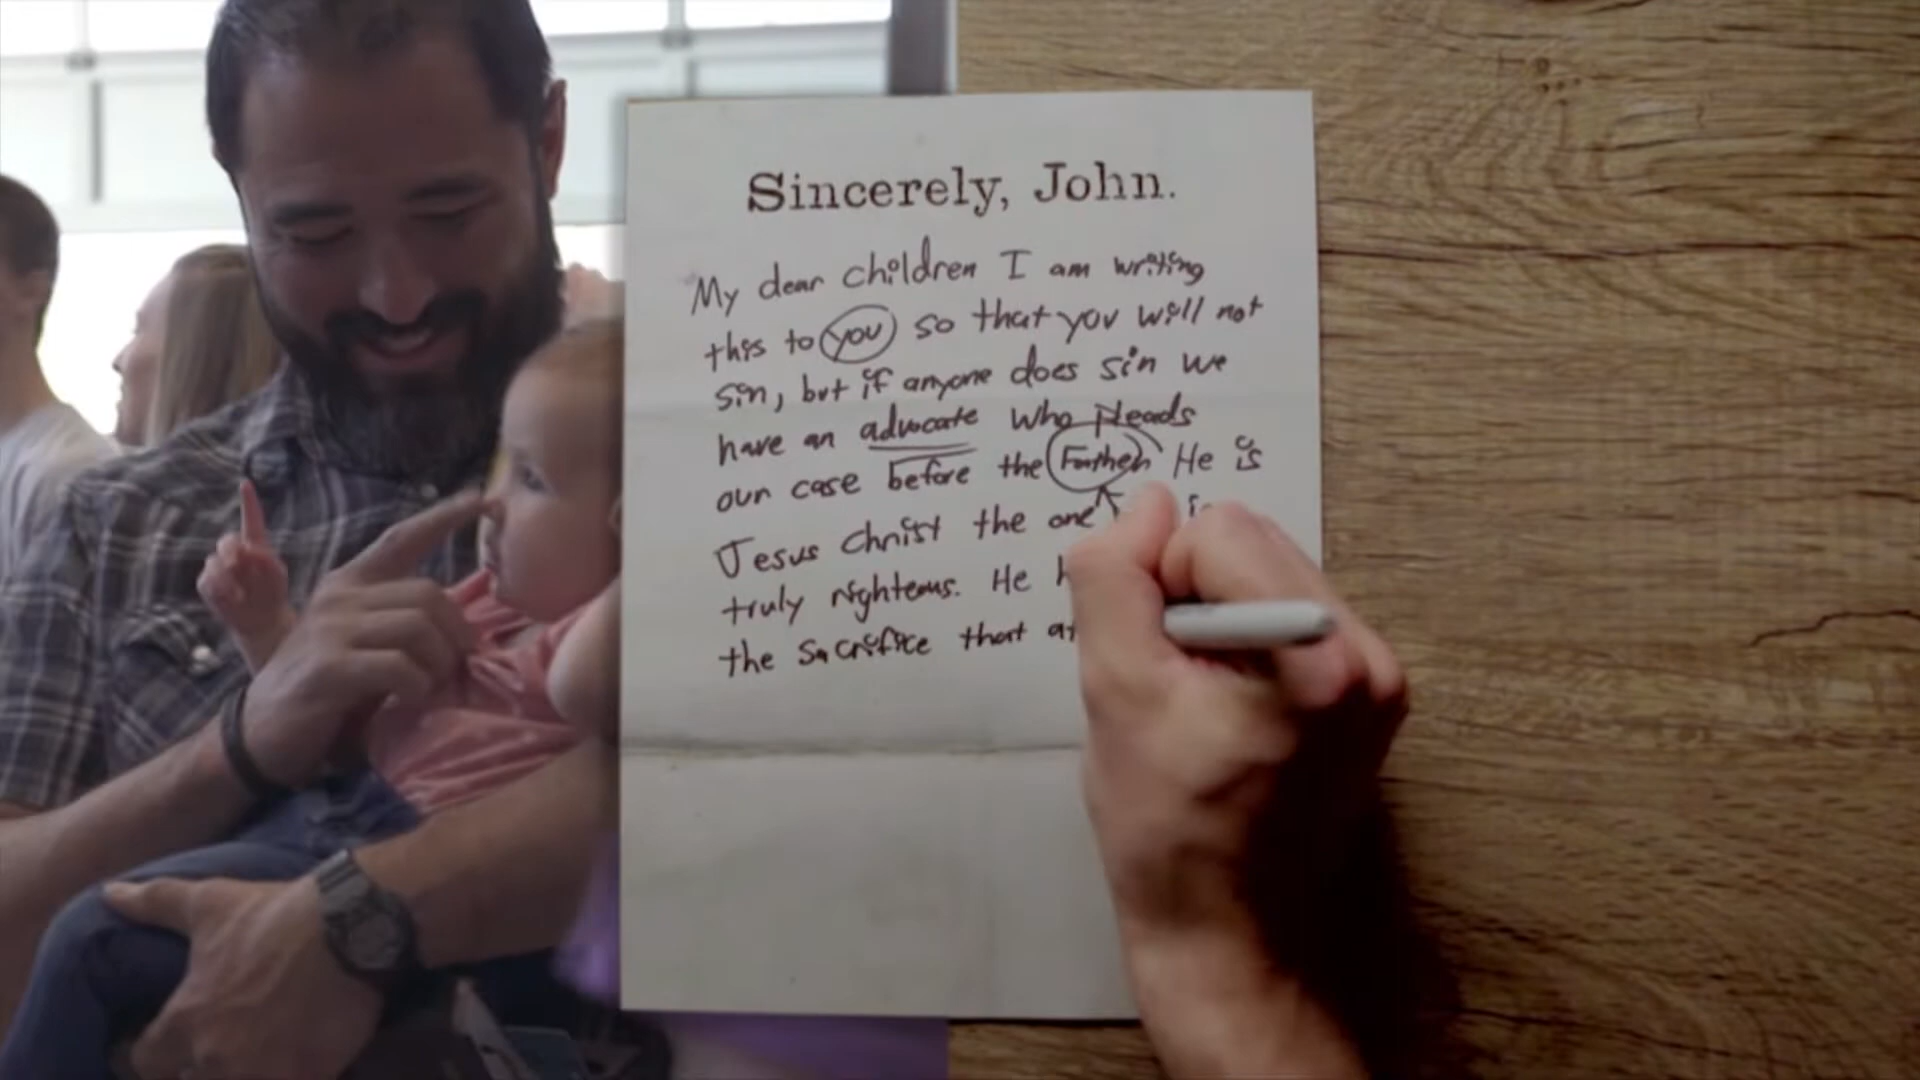 Sincerely, John.
My dear children I am writing
this to you so that you will not
sin, but if anyone does sin we
have an advocate who pleads
our case before the Father He is
Jesus Christ the one is
truly righteous. He
the sacrifice that